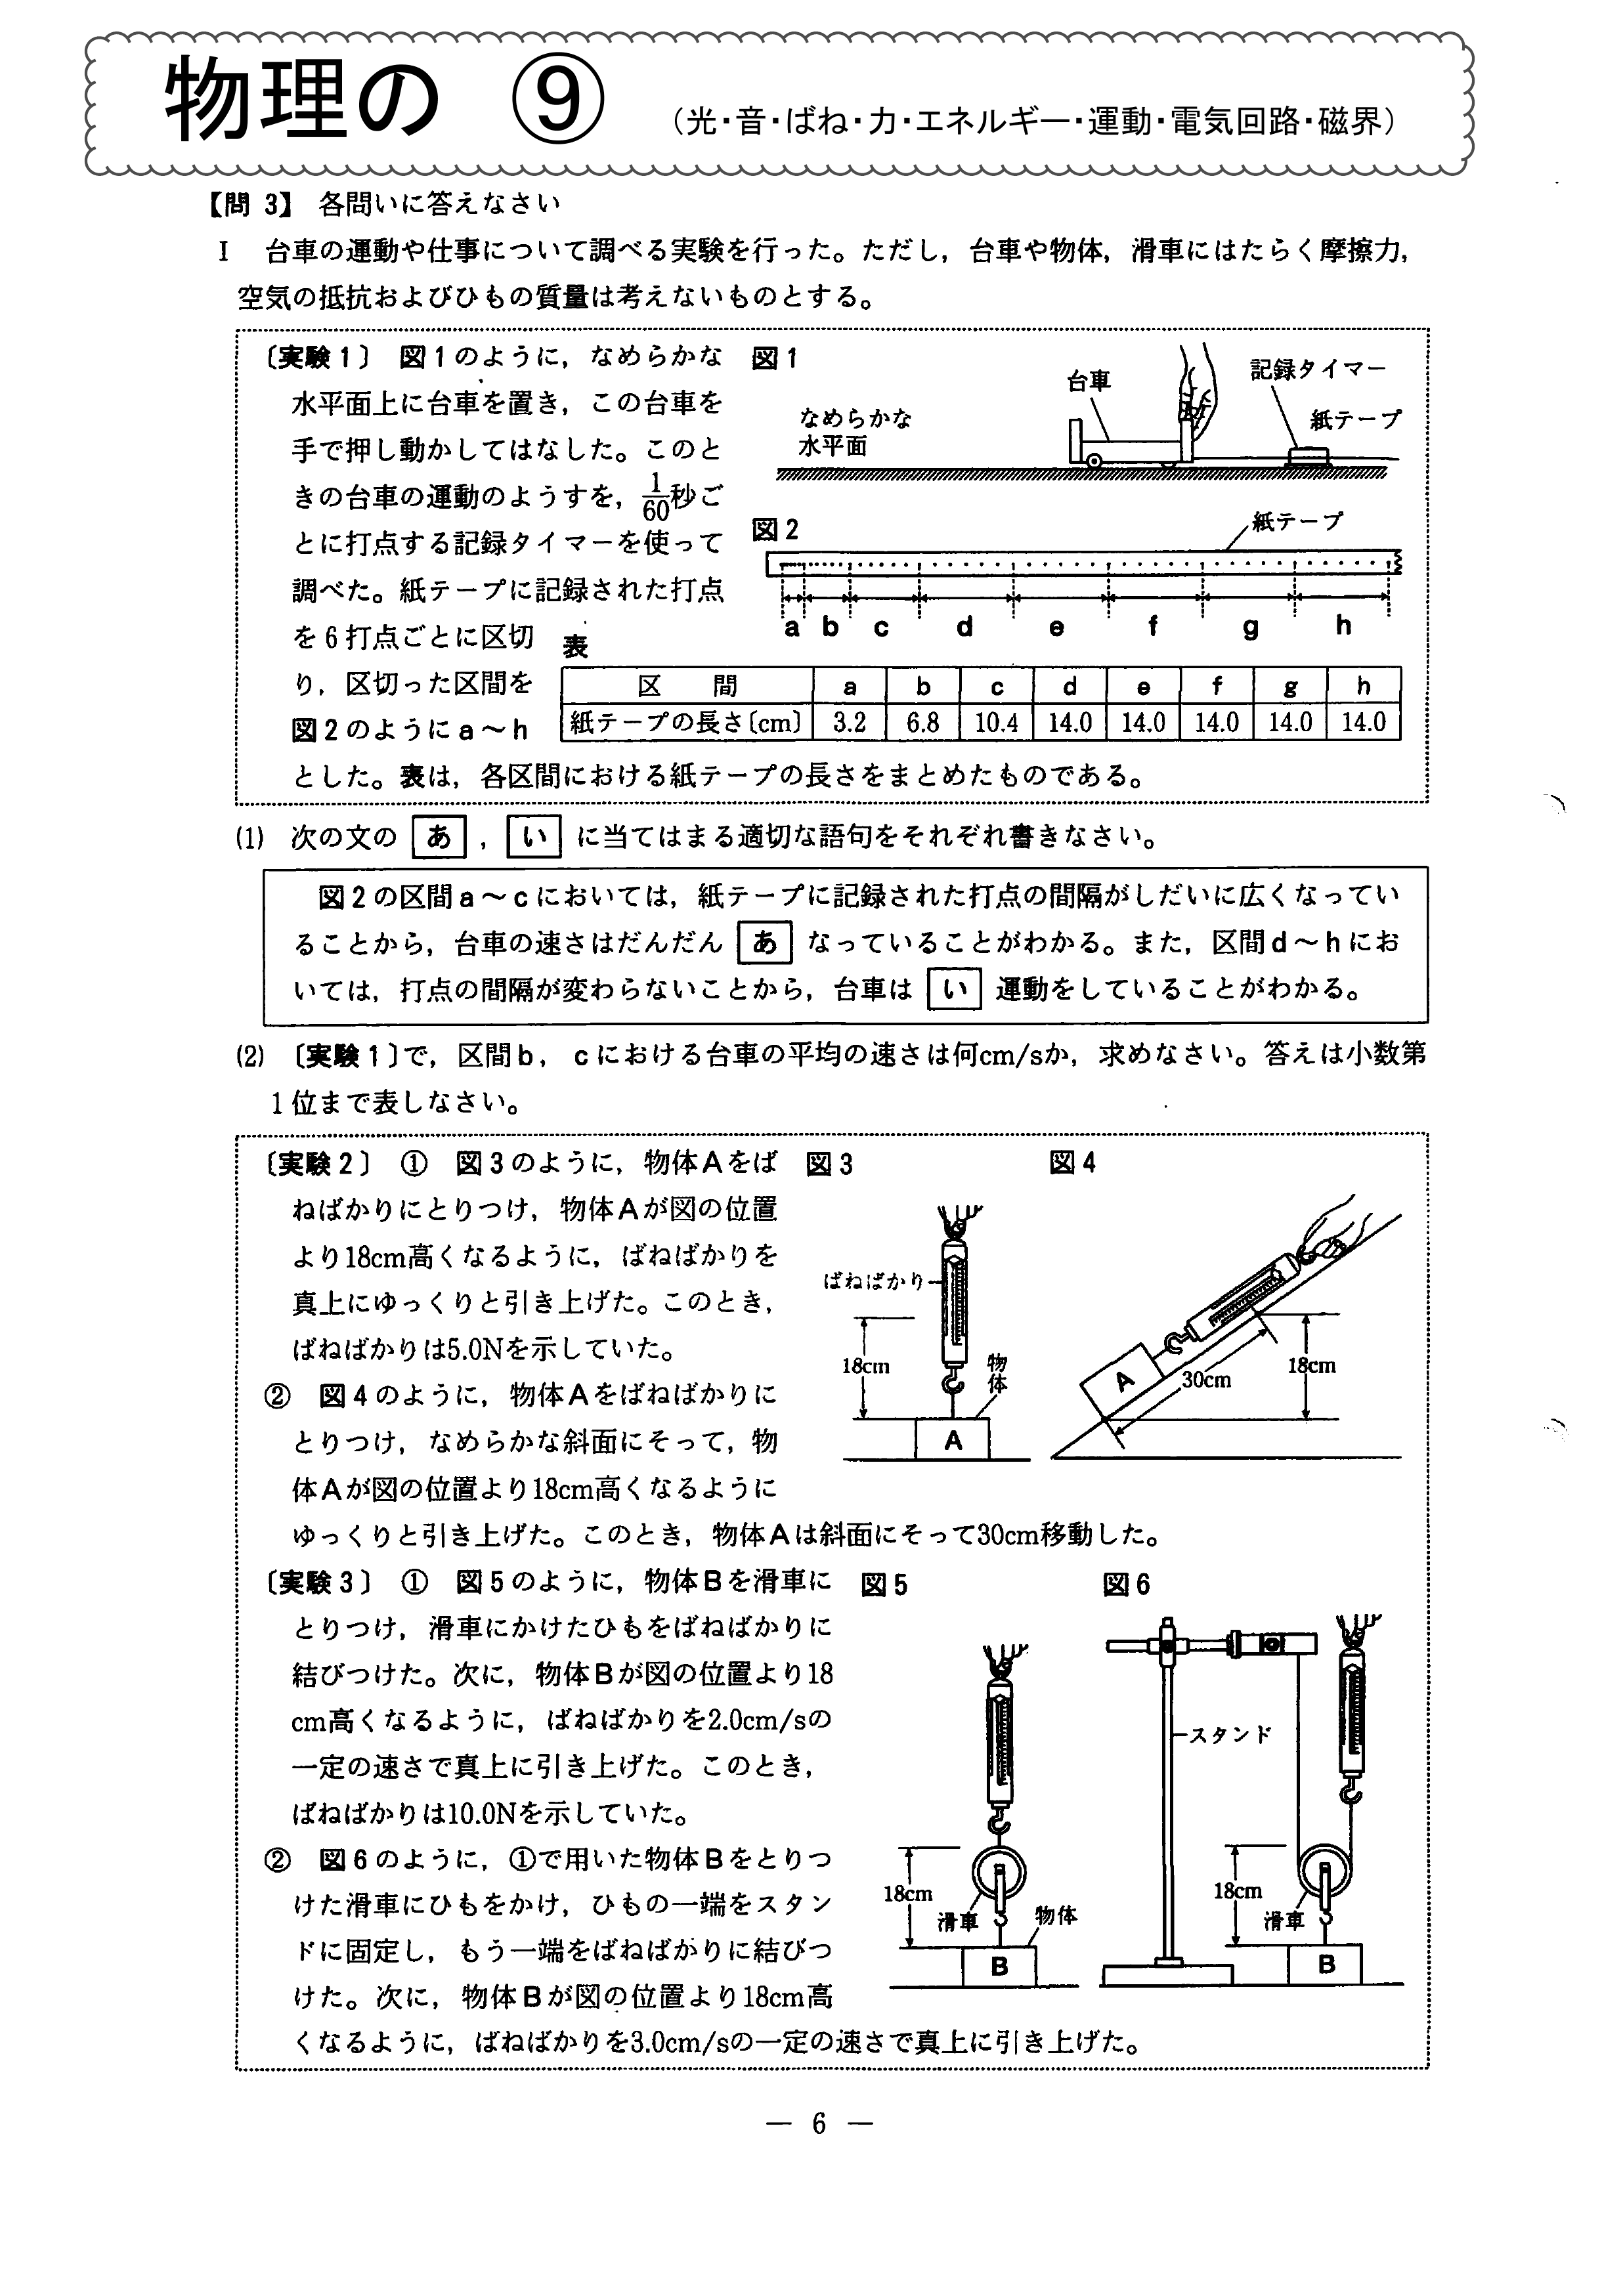 物理の ⑨ （光・音・ばね・力・エネルギー・運動・電気回路・磁界）
【問 3】 各問いに答えなさい
Ⅰ 台車の運動や仕事について調べる実験を行った。ただし，台車や物体，滑車にはたらく摩擦力，
空気の抵抗およびひもの質量は考えないものとする。
〔実験1〕 図1のように，なめらかな
水平面上に台車を置き，この台車を
手で押し動かしてはなした。このと
きの台車の運動のようすを，1/60秒ご
とに打点する記録タイマーを使って
調べた。紙テープに記録された打点
を6打点ごとに区切
り，区切った区間を
図2のようにa～h
とした。表は，各区間における紙テープの長さをまとめたものである。
図1
台車
記録タイマー
紙テープ
なめらかな
水平面
図2
紙テープ
a b c d e f g h
表
区 間 a b c d e f g h
紙テープの長さ〔cm〕 3.2 6.8 10.4 14.0 14.0 14.0 14.0 14.0
(1) 次の文の あ ， い に当てはまる適切な語句をそれぞれ書きなさい。
図2の区間a～cにおいては，紙テープに記録された打点の間隔がしだいに広くなってい
ることから，台車の速さはだんだん あ なっていることがわかる。また，区間d～hにお
いては，打点の間隔が変わらないことから，台車は い 運動をしていることがわかる。
(2) 〔実験1〕で，区間b，cにおける台車の平均の速さは何cm/sか，求めなさい。答えは小数第
1位まで表しなさい。
〔実験2〕 ① 図3のように，物体Aをば
ねばかりにとりつけ，物体Aが図の位置
より18cm高くなるように，ばねばかりを
真上にゆっくりと引き上げた。このとき，
ばねばかりは5.0Nを示していた。
② 図4のように，物体Aをばねばかりに
とりつけ，なめらかな斜面にそって，物
体Aが図の位置より18cm高くなるように
ゆっくりと引き上げた。このとき，物体Aは斜面にそって30cm移動した。
図3
ばねばかり
18cm
物体
A
図4
A
30cm
18cm
〔実験3〕 ① 図5のように，物体Bを滑車に
とりつけ，滑車にかけたひもをばねばかりに
結びつけた。次に，物体Bが図の位置より18
cm高くなるように，ばねばかりを2.0cm/sの
一定の速さで真上に引き上げた。このとき，
ばねばかりは10.0Nを示していた。
② 図6のように，①で用いた物体Bをとりつ
けた滑車にひもをかけ，ひもの一端をスタン
ドに固定し，もう一端をばねばかりに結びつ
けた。次に，物体Bが図の位置より18cm高
くなるように，ばねばかりを3.0cm/sの一定の速さで真上に引き上げた。
図5
18cm
滑車
物体
B
図6
スタンド
18cm
滑車
B
— 6 —